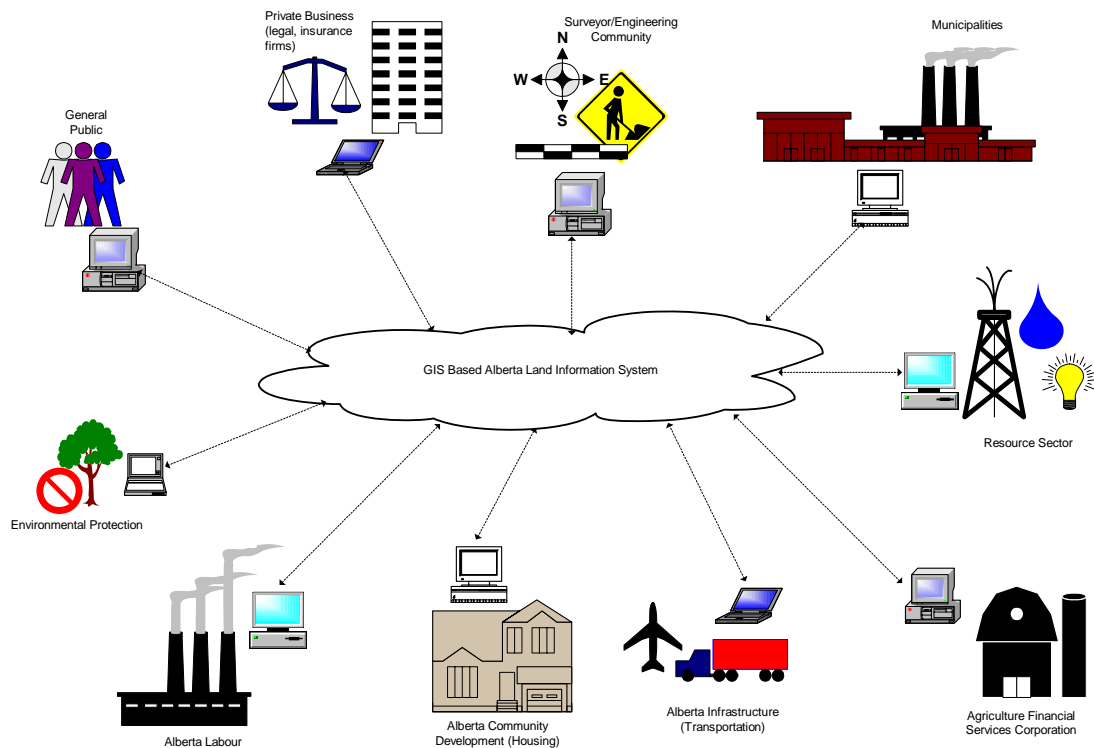 Private Business
(legal, insurance
firms)
Surveyor/Engineering
Community
N
W
E
S
Municipalities
General
Public
GIS Based Alberta Land Information System
Resource Sector
Environmental Protection
Alberta Labour
Alberta Community
Development (Housing)
Alberta Infrastructure
(Transportation)
Agriculture Financial
Services Corporation